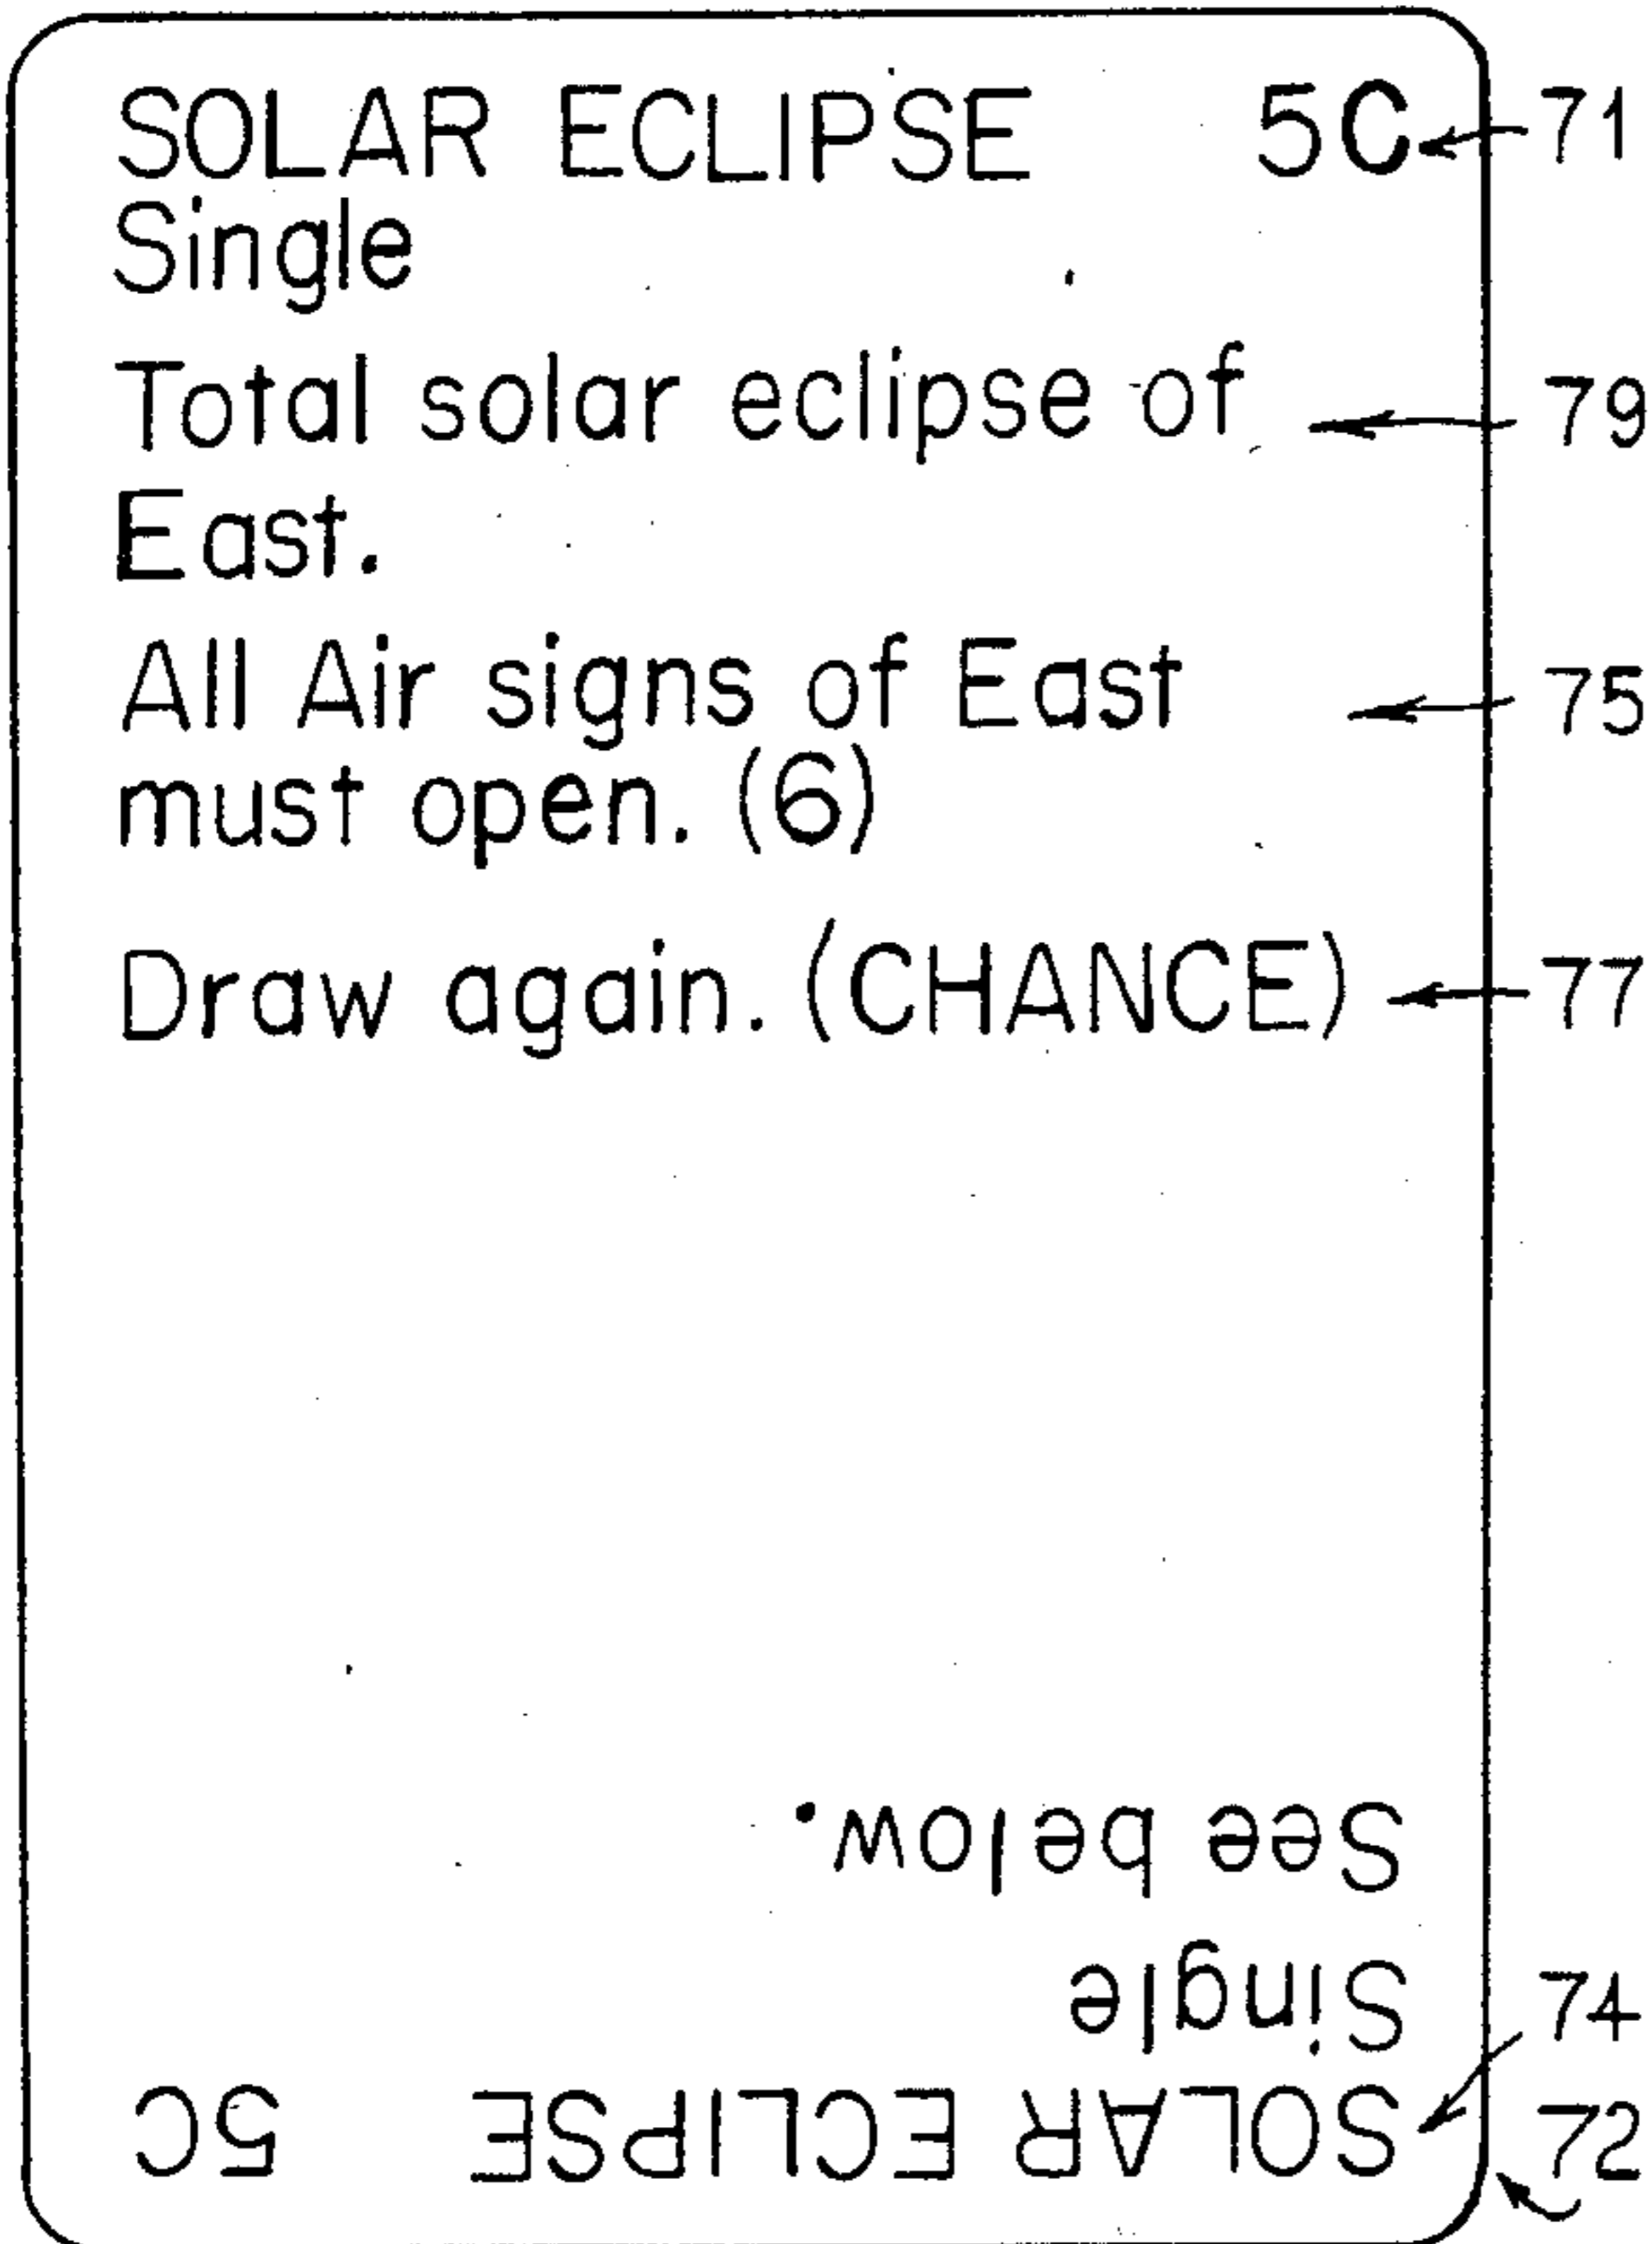 SOLAR ECLIPSE 5C 71
Single
Total solar eclipse of 79
East.
All Air signs of East 75
must open. (6)
Draw again. (CHANCE) 77
See below.
Single 74
SOLAR ECLIPSE 5C 72